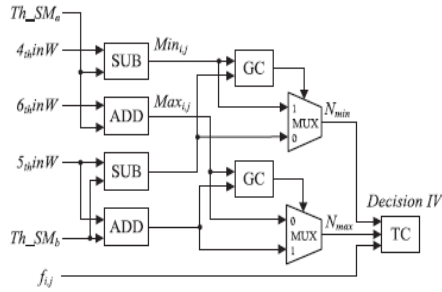 Th_SMa
4thinW
SUB
Mini,j
GC
6thinW
ADD
Maxi,j
1
MUX
0
Nmin
5thinW
SUB
GC
Decision IV
ADD
0
MUX
1
Nmax
TC
Th_SMb
fi,j